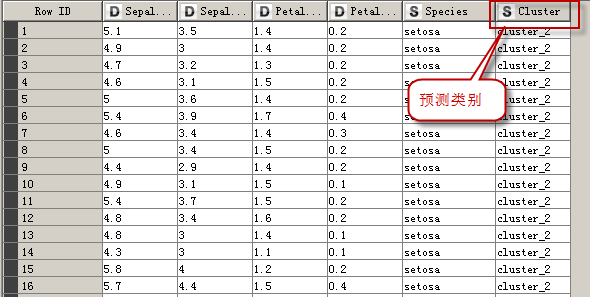 Row ID D Sepal... D Sepal... D Petal... D Petal... S Species S Cluster
1 5.1 3.5 1.4 0.2 setosa cluster_2
2 4.9 3 1.4 0.2 setosa cluster_2
3 4.7 3.2 1.3 0.2 setosa cluster_2
4 4.6 3.1 1.5 0.2 setosa cluster_2
5 5 3.6 1.4 0.2 setosa cluster_2
6 5.4 3.9 1.7 0.4 setosa cluster_2
7 4.6 3.4 1.4 0.3 setosa cluster_2
8 5 3.4 1.5 0.2 setosa cluster_2
9 4.4 2.9 1.4 0.2 setosa cluster_2
10 4.9 3.1 1.5 0.1 setosa cluster_2
11 5.4 3.7 1.5 0.2 setosa cluster_2
12 4.8 3.4 1.6 0.2 setosa cluster_2
13 4.8 3 1.4 0.1 setosa cluster_2
14 4.3 3 1.1 0.1 setosa cluster_2
15 5.8 4 1.2 0.2 setosa cluster_2
16 5.7 4.4 1.5 0.4 setosa cluster_2
预测类别